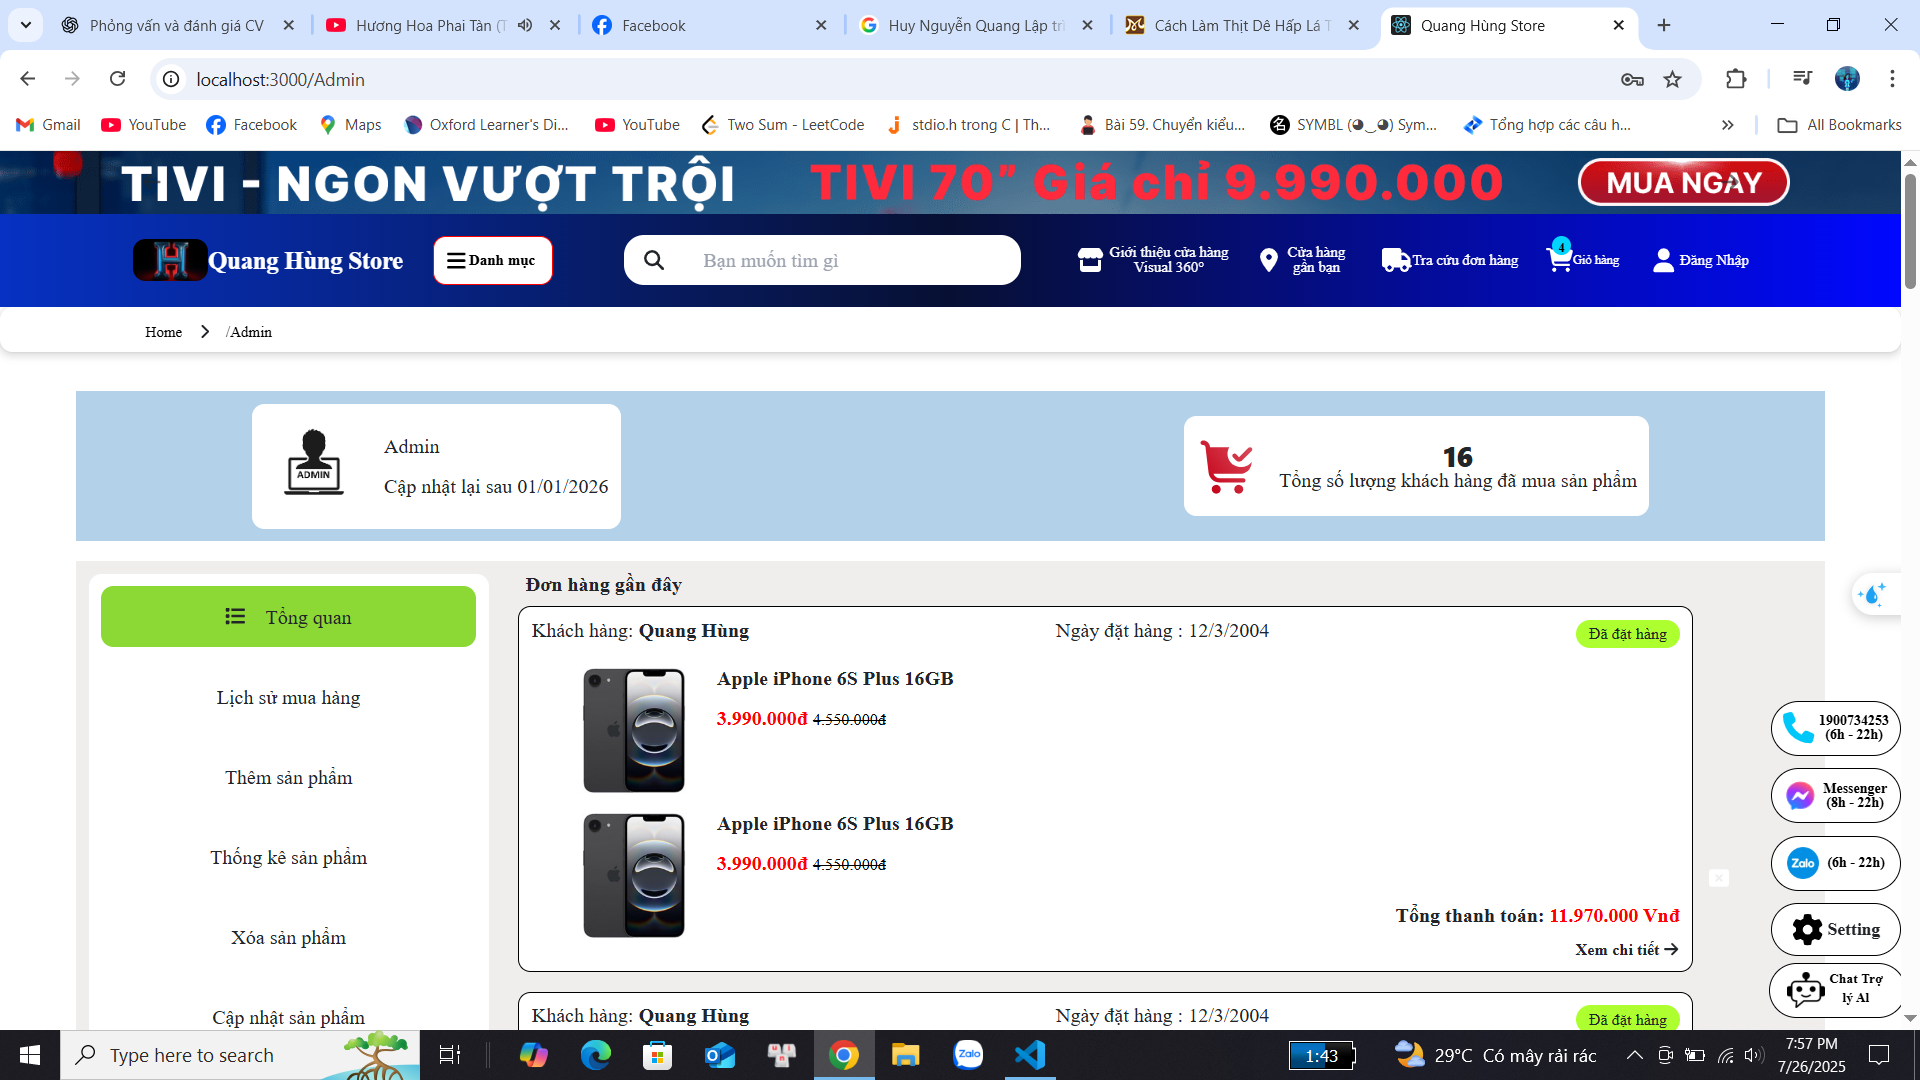 Phỏng vấn và đánh giá CV
Hương Hoa Phai Tàn (T
Facebook
Huy Nguyễn Quang Lập trì
Cách Làm Thịt Dê Hấp Lá T
Quang Hùng Store
localhost:3000/Admin
Gmail
YouTube
Facebook
Maps
Oxford Learner's Di...
YouTube
Two Sum - LeetCode
stdio.h trong C | Th...
Bài 59. Chuyển kiểu...
SYMBL (◕‿◕) Sym...
Tổng hợp các câu h...
All Bookmarks
TIVI - NGON VƯỢT TRỘI
TIVI 70" Giá chỉ 9.990.000
MUA NGAY
Quang Hùng Store
Danh mục
Bạn muốn tìm gì
Giới thiệu cửa hàng
Visual 360°
Cửa hàng
gần bạn
Tra cứu đơn hàng
4
Giỏ hàng
Đăng Nhập
Home
/Admin
ADMIN
Admin
Cập nhật lại sau 01/01/2026
16
Tổng số lượng khách hàng đã mua sản phẩm
Tổng quan
Lịch sử mua hàng
Thêm sản phẩm
Thống kê sản phẩm
Xóa sản phẩm
Cập nhật sản phẩm
Đơn hàng gần đây
Khách hàng: Quang Hùng
Ngày đặt hàng : 12/3/2004
Đã đặt hàng
Apple iPhone 6S Plus 16GB
3.990.000đ 4.550.000đ
Apple iPhone 6S Plus 16GB
3.990.000đ 4.550.000đ
Tổng thanh toán: 11.970.000 Vnđ
Xem chi tiết
Khách hàng: Quang Hùng
Ngày đặt hàng : 12/3/2004
Đã đặt hàng
1900734253
(6h - 22h)
Messenger
(8h - 22h)
Zalo
(6h - 22h)
Setting
Chat Trợ
lý AI
Type here to search
Zalo
1:43
29°C Có mây rải rác
7:57 PM
7/26/2025